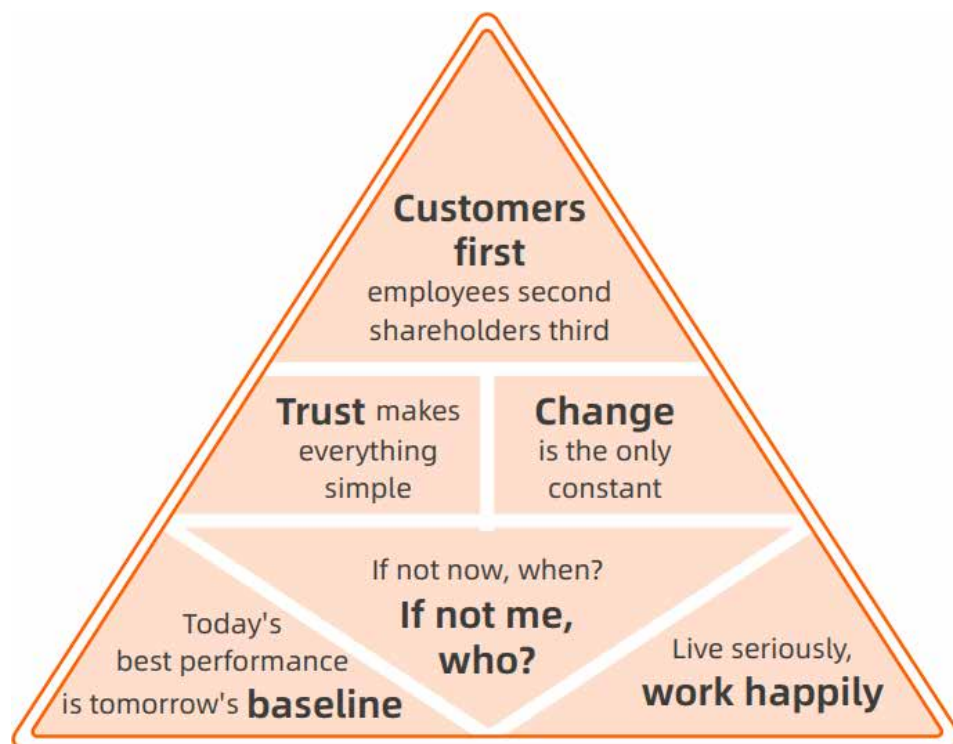 Customers
first
employees second
shareholders third
Trust makes
everything
simple
Change
is the only
constant
Today's
best performance
is tomorrow's baseline
If not now, when?
If not me,
who?
Live seriously,
work happily